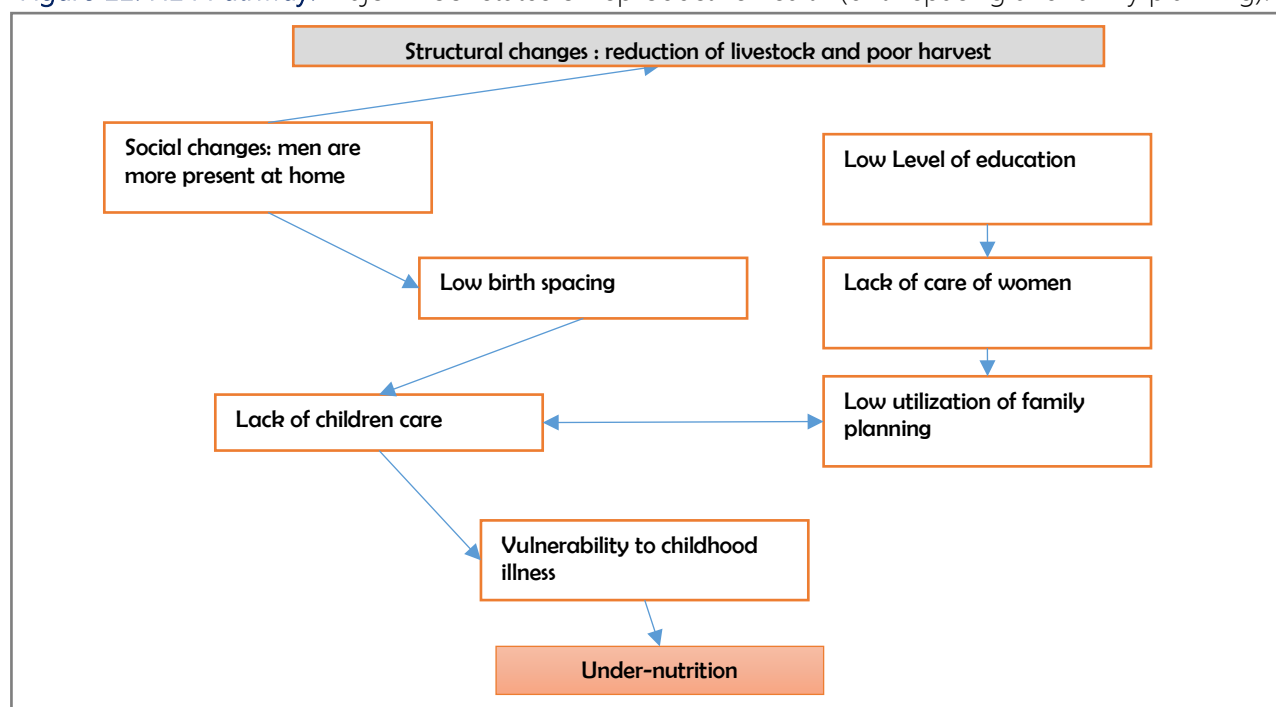 Structural changes : reduction of livestock and poor harvest
Social changes: men are
more present at home
Low Level of education
Low birth spacing
Lack of care of women
Lack of children care
Low utilization of family
planning
Vulnerability to childhood
illness
Under-nutrition